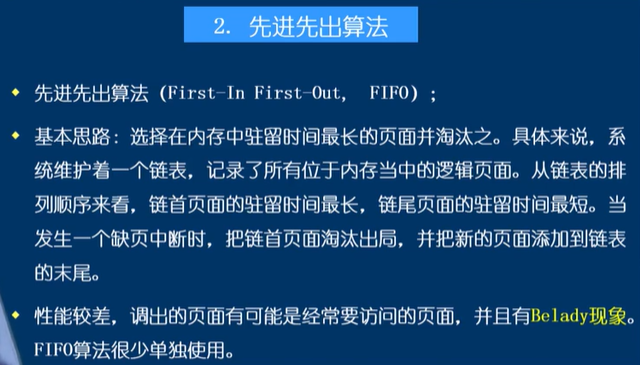 2. 先进先出算法
先进先出算法（First-In First-Out, FIFO）;
基本思路：选择在内存中驻留时间最长的页面并淘汰之。具体来说，系
统维护着一个链表，记录了所有位于内存当中的逻辑页面。从链表的排
列顺序来看，链首页面的驻留时间最长，链尾页面的驻留时间最短。当
发生一个缺页中断时，把链首页面淘汰出局，并把新的页面添加到链表
的末尾。
性能较差，调出的页面有可能是经常要访问的页面，并且有Belady现象。
FIFO算法很少单独使用。